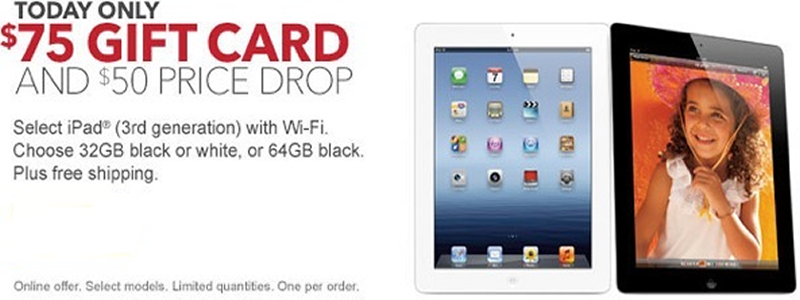 TODAY ONLY
$75 GIFT CARD
AND $50 PRICE DROP
Select iPad® (3rd generation) with Wi-Fi.
Choose 32GB black or white, or 64GB black.
Plus free shipping.
Online offer. Select models. Limited quantities. One per order.
7